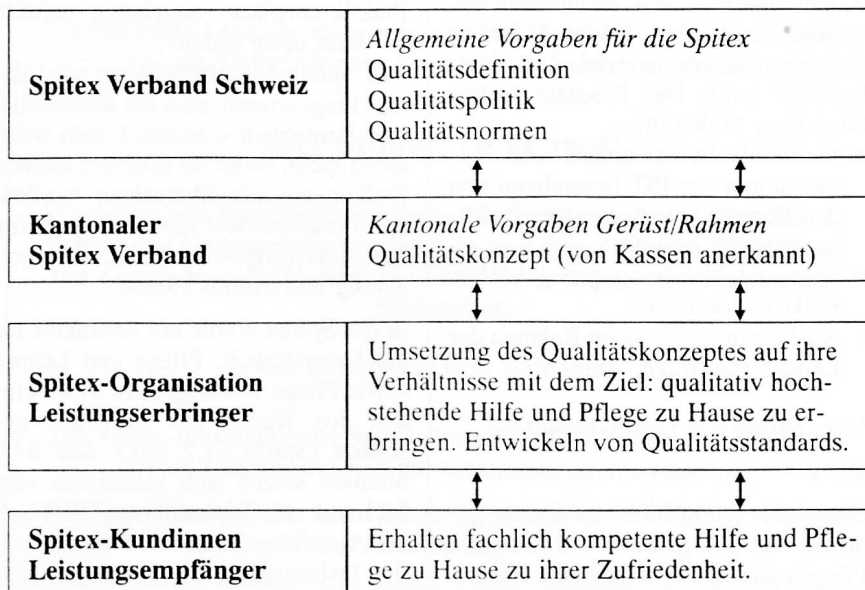 Spitex Verband Schweiz
Allgemeine Vorgaben für die Spitex
Qualitätsdefinition
Qualitätspolitik
Qualitätsnormen
Kantonaler
Spitex Verband
Kantonale Vorgaben Gerüst/Rahmen
Qualitätskonzept (von Kassen anerkannt)
Spitex-Organisation
Leistungserbringer
Umsetzung des Qualitätskonzeptes auf ihre
Verhältnisse mit dem Ziel: qualitativ hoch-
stehende Hilfe und Pflege zu Hause zu er-
bringen. Entwickeln von Qualitätsstandards.
Spitex-Kundinnen
Leistungsempfänger
Erhalten fachlich kompetente Hilfe und Pfle-
ge zu Hause zu ihrer Zufriedenheit.